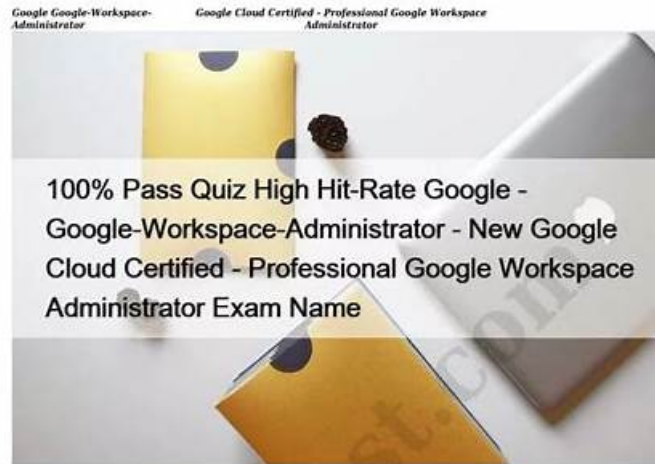 Google Google-Workspace-Administrator
Google Cloud Certified - Professional Google Workspace Administrator
100% Pass Quiz High Hit-Rate Google -
Google-Workspace-Administrator - New Google
Cloud Certified - Professional Google Workspace
Administrator Exam Name